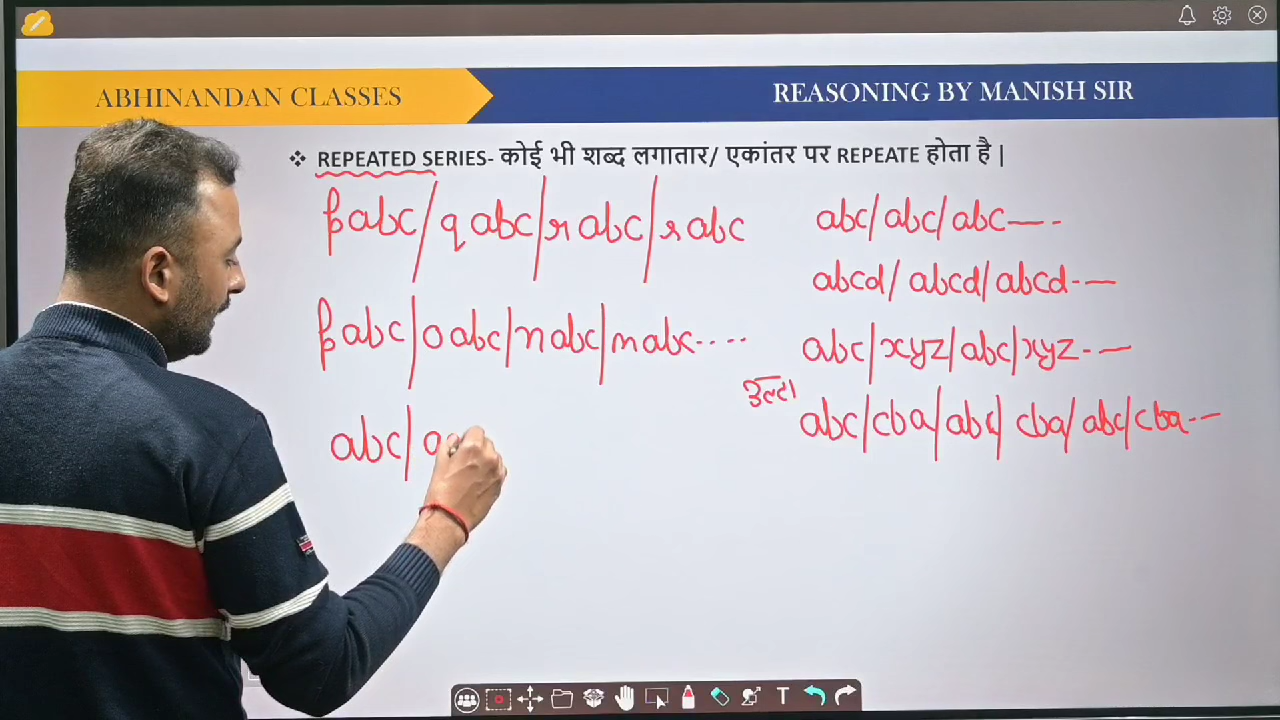 ABHINANDAN CLASSES
REASONING BY MANISH SIR
❖ REPEATED SERIES- कोई भी शब्द लगातार/ एकांतर पर REPEATE होता है |
pabc/qabc/rabc/sabc
pabc/oabc/nabc/mabc----
abc/a
abc/abc/abc----
abcd/abcd/abcd----
abc/xyz/abc/xyz----
उल्टा abc/cba/abc/cba/abc/cba--
T